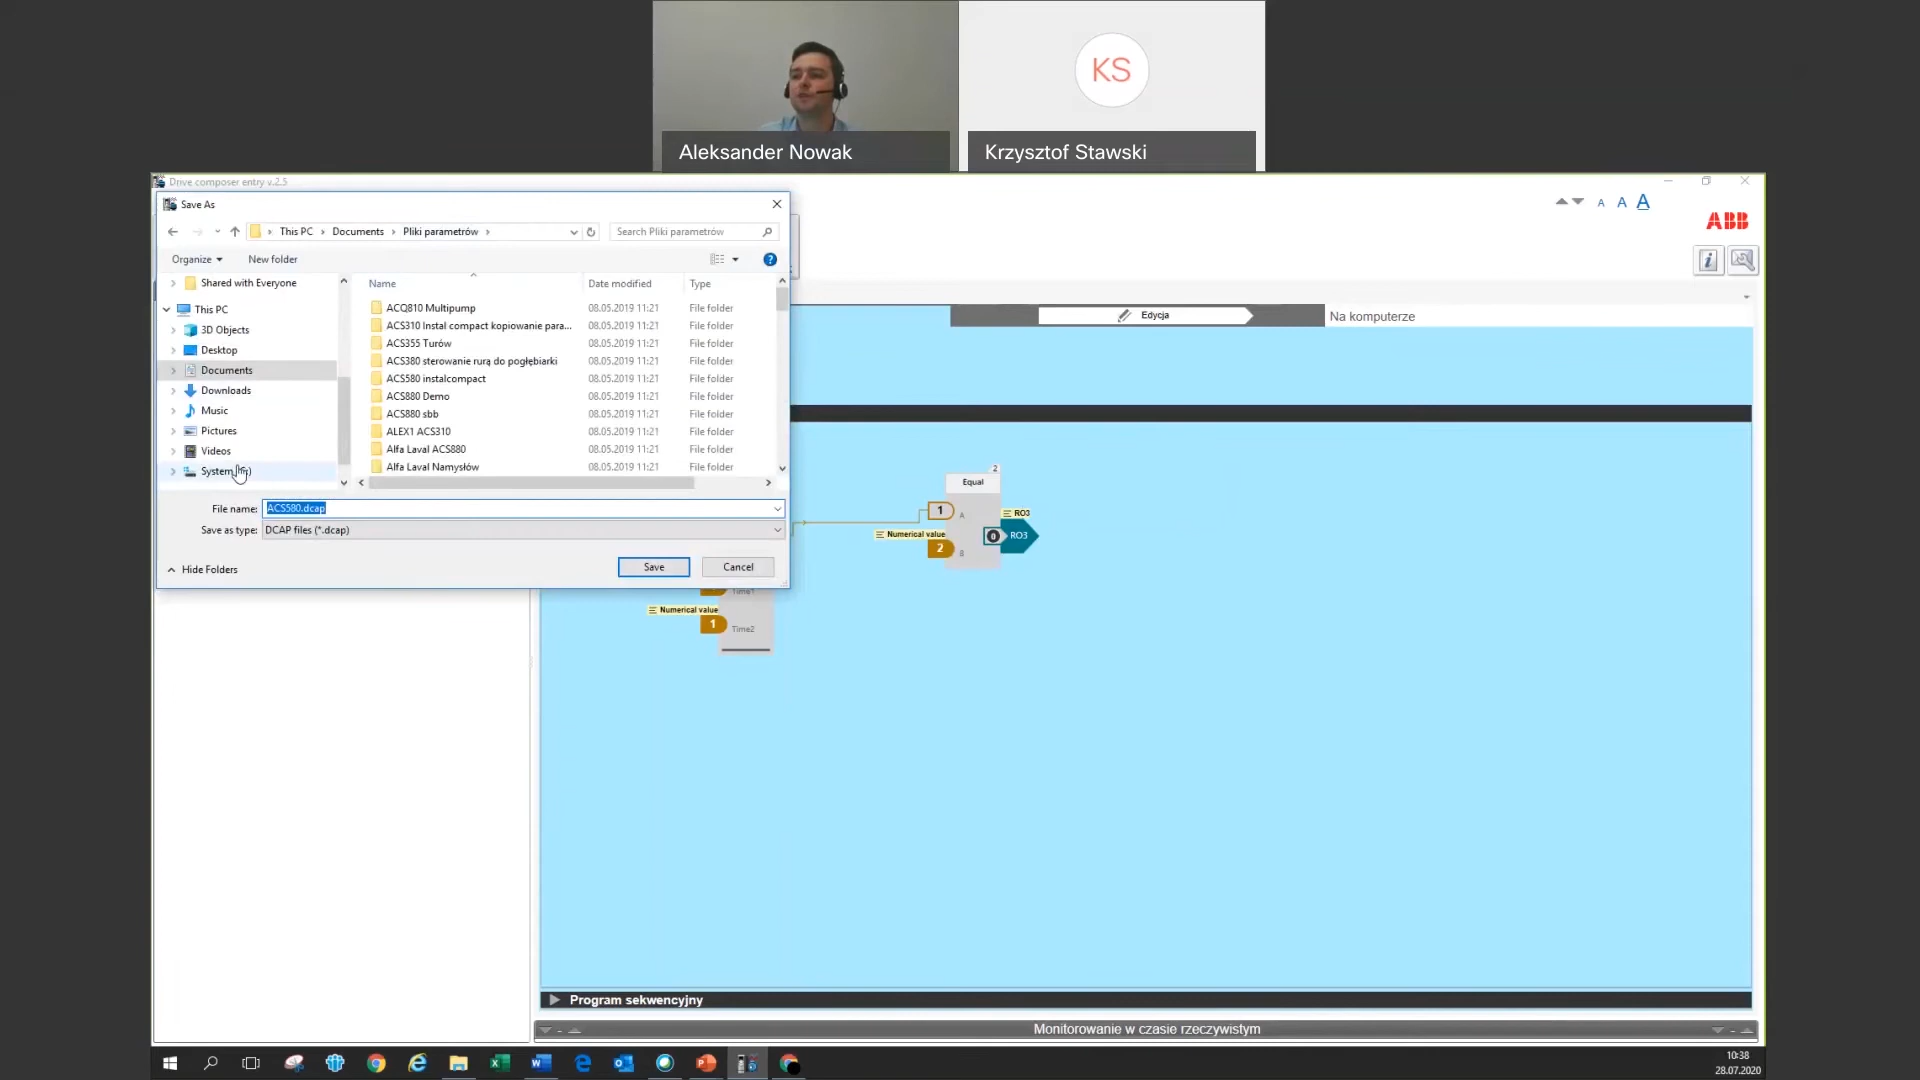 KS
Aleksander Nowak
Krzysztof Stawski
Drive composer entry v.2.5
Save As
This PC > Documents > Pliki parametrów >
Search Pliki parametrów
Organize
New folder
Name
Date modified
Type
Shared with Everyone
This PC
3D Objects
Desktop
Documents
Downloads
Music
Pictures
Videos
ACQ810 Multipump 08.05.2019 11:21 File folder
ACS310 Instal compact kopiowanie para... 08.05.2019 11:21 File folder
ACS355 Turów 08.05.2019 11:21 File folder
ACS380 sterowanie rurą do pogłębiarki 08.05.2019 11:21 File folder
ACS580 instalcompact 08.05.2019 11:21 File folder
ACS880 Demo 08.05.2019 11:21 File folder
ACS880 sbb 08.05.2019 11:21 File folder
ALEX1 ACS310 08.05.2019 11:21 File folder
Alfa Laval ACS880 08.05.2019 11:21 File folder
Alfa Laval Namysłów 08.05.2019 11:21 File folder
System
File name: ACS580.dcap
Save as type: DCAP files (*.dcap)
Hide Folders
Save
Cancel
A A A
ABB
Edycja
Na komputerze
2
Equal
1 A
Numerical value
2 B
RO3
0 RO3
Time1
Numerical value
1 Time2
Program sekwencyjny
Monitorowanie w czasie rzeczywistym
10:38
28.07.2020